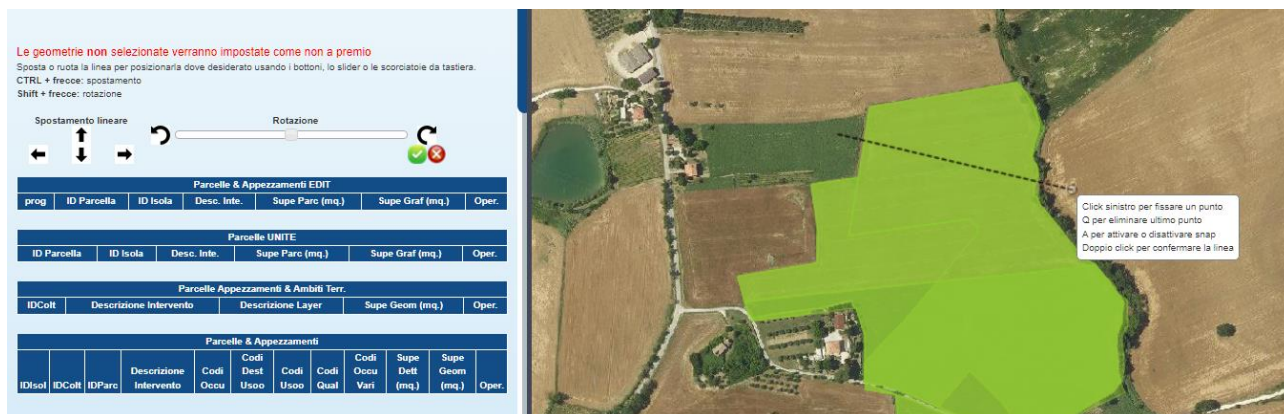 Le geometrie non selezionate verranno impostate come non a premio
Sposta o ruota la linea per posizionarla dove desiderato usando i bottoni, lo slider o le scorciatoie da tastiera.
CTRL + frecce: spostamento
Shift + frecce: rotazione
Spostamento lineare
Rotazione
Parcelle & Appezzamenti EDIT
prog ID Parcella ID Isola Desc. Inte. Supe Parc (mq.) Supe Graf (mq.) Oper.
Parcelle UNITE
ID Parcella ID Isola Desc. Inte. Supe Parc (mq.) Supe Graf (mq.) Oper.
Parcelle Appezzamenti & Ambiti Terr.
IDColt Descrizione Intervento Descrizione Layer Supe Geom (mq.) Oper.
Parcelle & Appezzamenti
IDIsol IDColt IDParc Descrizione Intervento Codi Occu Codi Dest Usoo Codi Usoo Codi Qual Codi Occu Vari Supe Dett (mq.) Supe Geom (mq.) Oper.
Click sinistro per fissare un punto
Q per eliminare ultimo punto
A per attivare o disattivare snap
Doppio click per confermare la linea